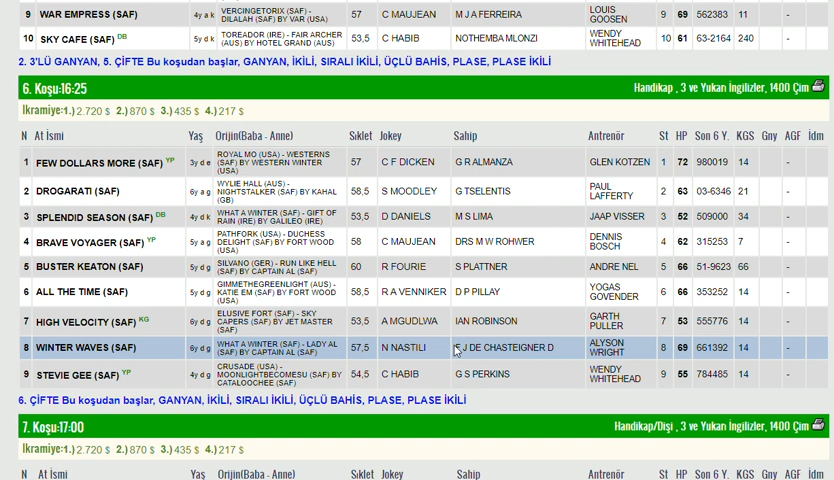 9 WAR EMPRESS (SAF) 4y a k VERCINGETORIX (SAF) - DILALAH (SAF) BY VAR (USA) 57 C MAUJEAN M J A FERREIRA LOUIS GOOSEN 9 69 562383 11 -
10 SKY CAFE (SAF) DB 5y d k TOREADOR (IRE) - FAIR ARCHER (AUS) BY HOTEL GRAND (AUS) 53,5 C HABIB NOTHEMBA MLONZI WENDY WHITEHEAD 10 61 63-2164 240 -
2. 3'LÜ GANYAN, 5. ÇİFTE Bu koşudan başlar, GANYAN, İKİLİ, SIRALI İKİLİ, ÜÇLÜ BAHİS, PLASE, PLASE İKİLİ
6. Koşu:16:25 Handikap , 3 ve Yukarı İngilizler, 1400 Çim
İkramiye:1.) 2.720 $ 2.) 870 $ 3.) 435 $ 4.) 217 $
N At İsmi Yaş Orijin(Baba - Anne) Sıklet Jokey Sahip Antrenör St HP Son 6 Y. KGS Gny AGF İdm
1 FEW DOLLARS MORE (SAF) YP 3y d e ROYAL MO (USA) - WESTERNS (SAF) BY WESTERN WINTER (USA) 57 C F DICKEN G R ALMANZA GLEN KOTZEN 1 72 980019 14 -
2 DROGARATI (SAF) 6y a g WYLIE HALL (AUS) - NIGHTSTALKER (SAF) BY KAHAL (GB) 58,5 S MOODLEY G TSELENTIS PAUL LAFFERTY 2 63 03-6346 21 -
3 SPLENDID SEASON (SAF) DB 4y d k WHAT A WINTER (SAF) - GIFT OF RAIN (IRE) BY GALILEO (IRE) 53,5 D DANIELS M S LIMA JAAP VISSER 3 52 509000 34 -
4 BRAVE VOYAGER (SAF) YP 5y a g PATHFORK (USA) - DUCHESS DELIGHT (SAF) BY FORT WOOD (USA) 58 C MAUJEAN DRS M W ROHWER DENNIS BOSCH 4 62 315253 7 -
5 BUSTER KEATON (SAF) 5y d g SILVANO (GER) - RUN LIKE HELL (SAF) BY CAPTAIN AL (SAF) 60 R FOURIE S PLATTNER ANDRE NEL 5 66 51-9623 66 -
6 ALL THE TIME (SAF) 5y d g GIMMETHEGREENLIGHT (AUS) - KATIE EM (SAF) BY FORT WOOD (USA) 58,5 R A VENNIKER D P PILLAY YOGAS GOVENDER 6 66 353252 14 -
7 HIGH VELOCITY (SAF) KG 6y d g ELUSIVE FORT (SAF) - SKY CAPERS (SAF) BY JET MASTER (SAF) 53,5 A MGUDLWA IAN ROBINSON GARTH PULLER 7 53 555776 14 -
8 WINTER WAVES (SAF) 6y d g WHAT A WINTER (SAF) - LADY AL (SAF) BY CAPTAIN AL (SAF) 57,5 N NASTILI J DE CHASTEIGNER D ALYSON WRIGHT 8 69 661392 14 -
9 STEVIE GEE (SAF) YP 4y d g CRUSADE (USA) - MOONLIGHTBECOMESU (SAF) BY CATALOOCHEE (SAF) 54,5 C HABIB G S PERKINS WENDY WHITEHEAD 9 55 784485 14 -
6. ÇİFTE Bu koşudan başlar, GANYAN, İKİLİ, SIRALI İKİLİ, ÜÇLÜ BAHİS, PLASE, PLASE İKİLİ
7. Koşu:17:00 Handikap/Dişi , 3 ve Yukarı İngilizler, 1400 Çim
İkramiye:1.) 2.720 $ 2.) 870 $ 3.) 435 $ 4.) 217 $
N At İsmi Yaş Orijin(Baba - Anne) Sıklet Jokey Sahip Antrenör St HP Son 6 Y. KGS Gny AGF İdm